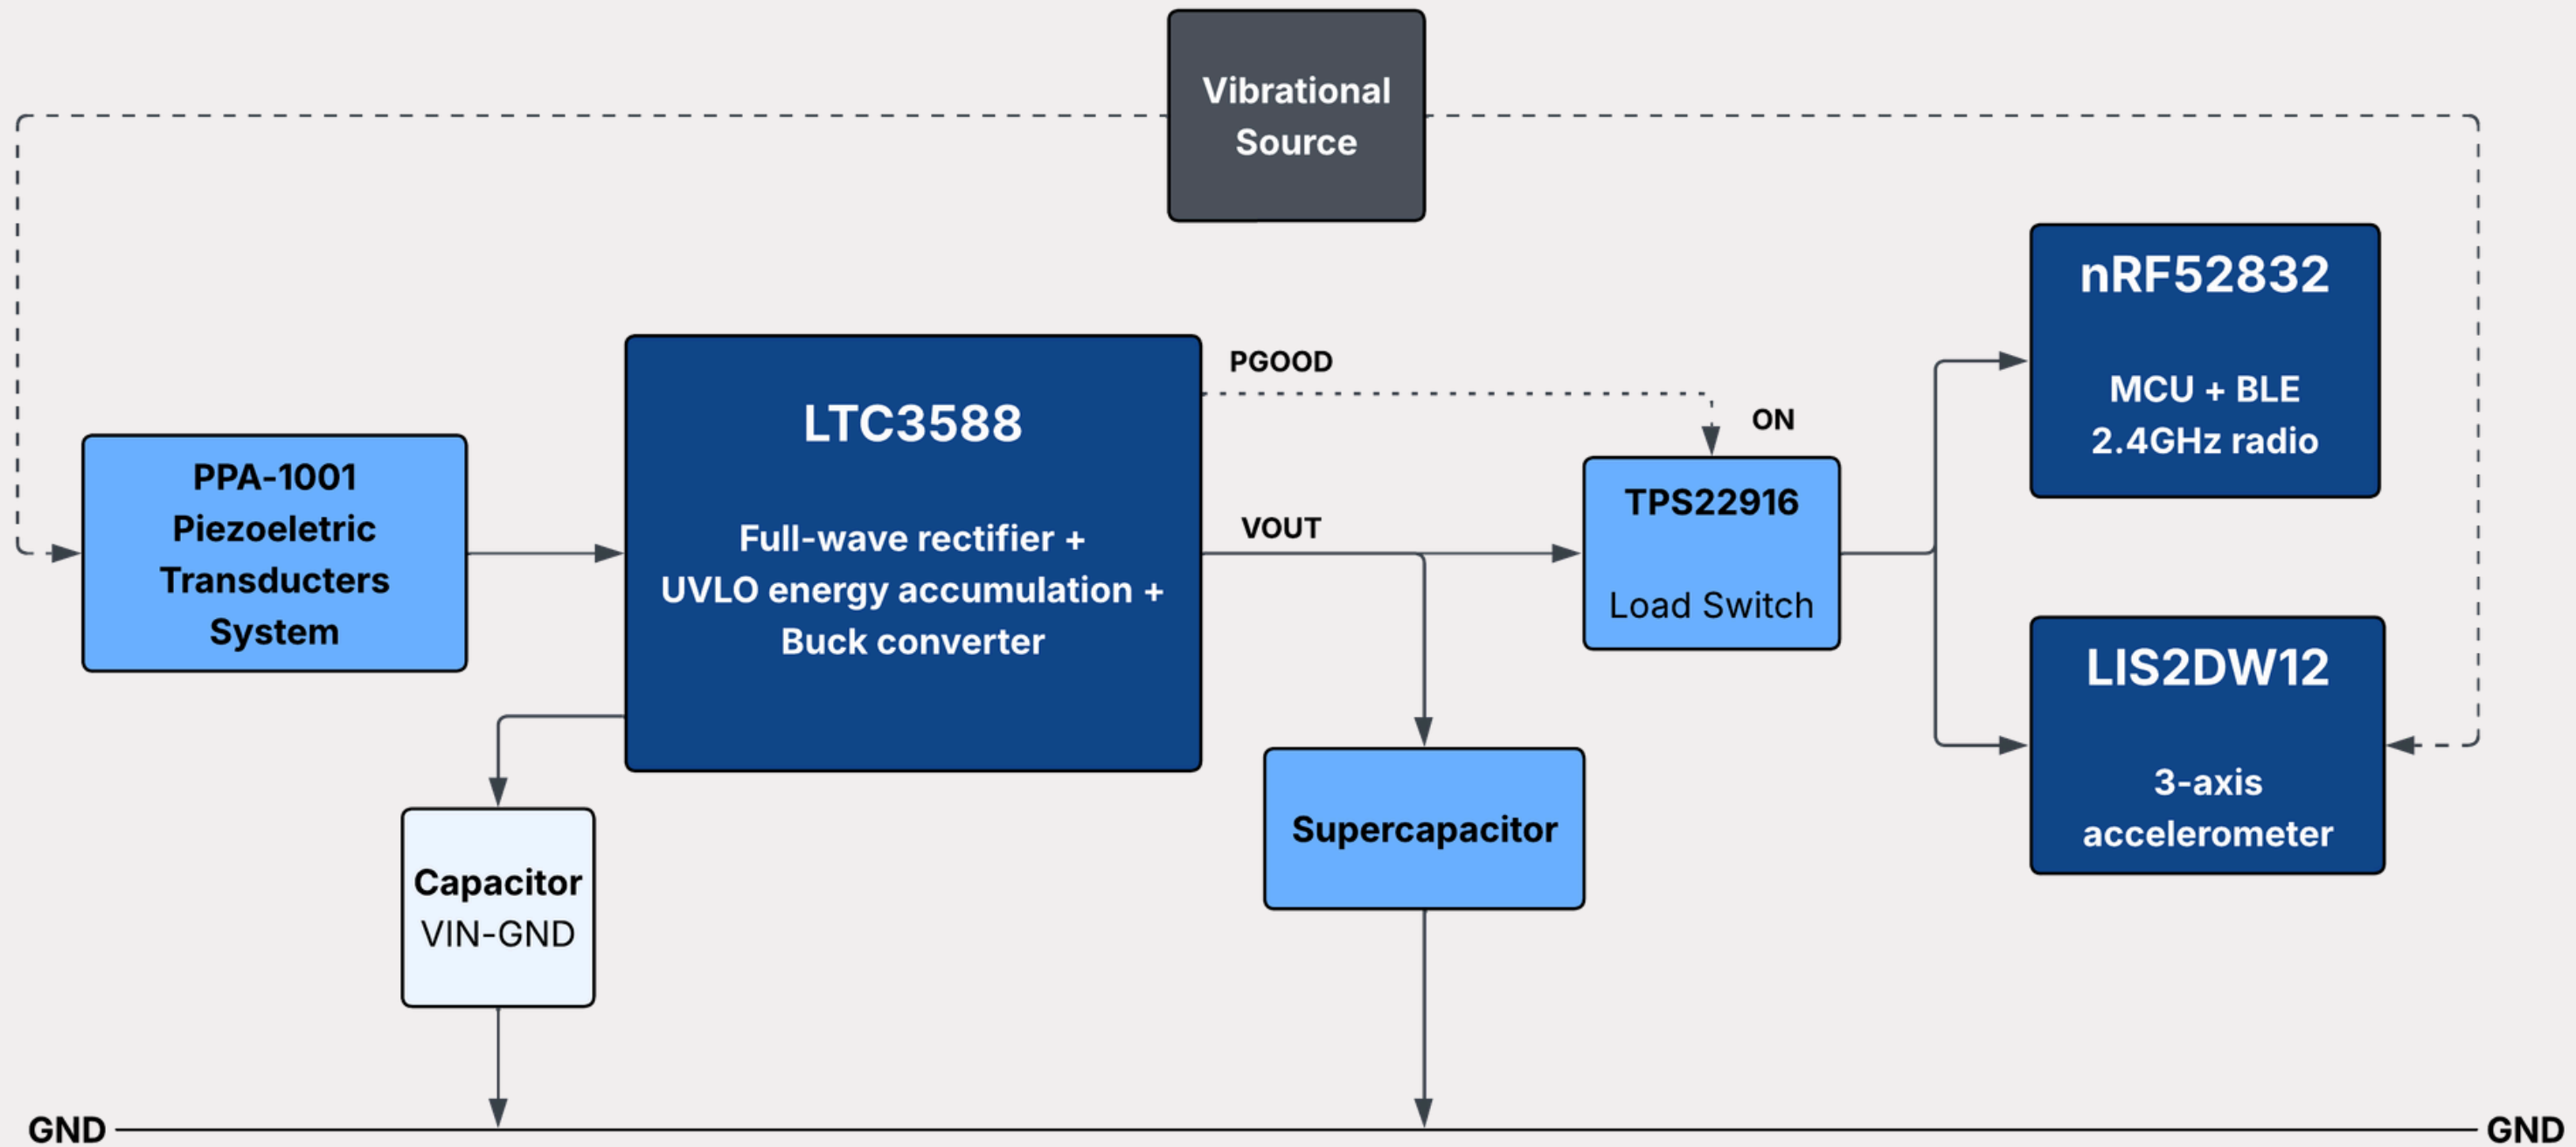 Vibrational
Source
nRF52832
MCU + BLE
2.4GHz radio
PGOOD
ON
LTC3588
Full-wave rectifier +
UVLO energy accumulation +
Buck converter
PPA-1001
Piezoeletric
Transducters
System
VOUT
TPS22916
Load Switch
LIS2DW12
3-axis
accelerometer
Supercapacitor
Capacitor
VIN-GND
GND
GND